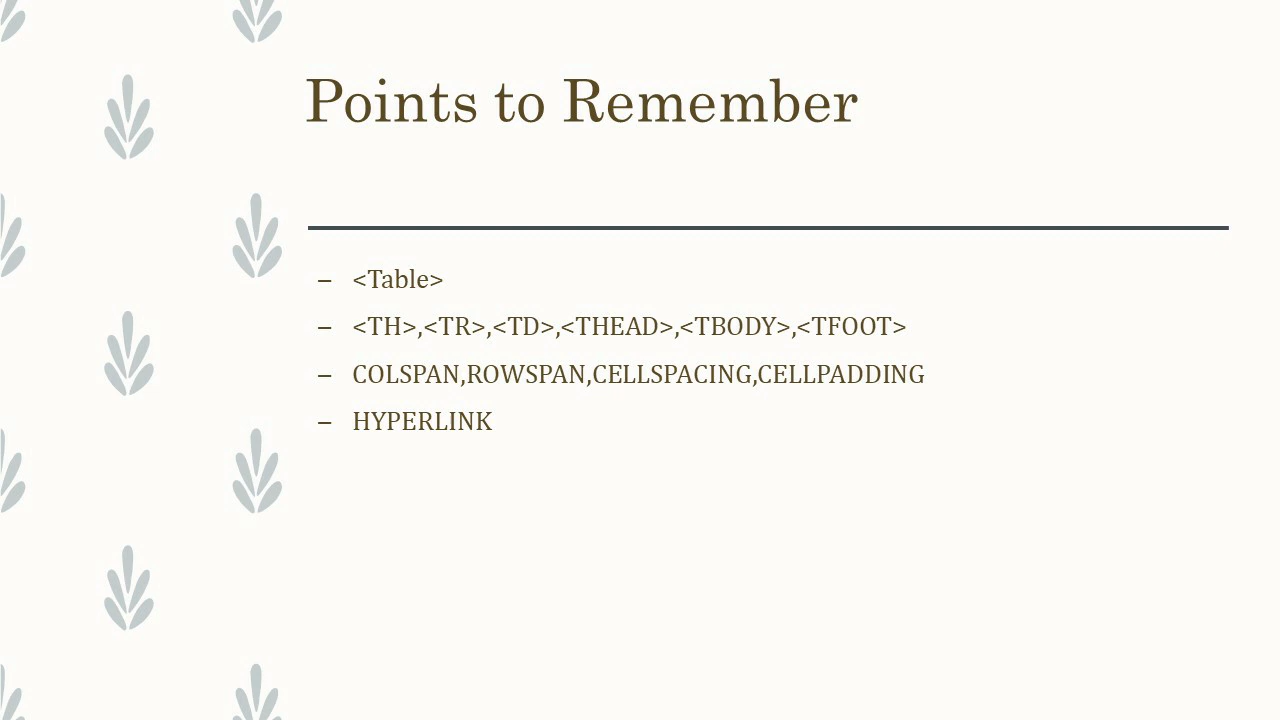 Points to Remember
– <Table>
– <TH>,<TR>,<TD>,<THEAD>,<TBODY>,<TFOOT>
– COLSPAN,ROWSPAN,CELLSPACING,CELLPADDING
– HYPERLINK